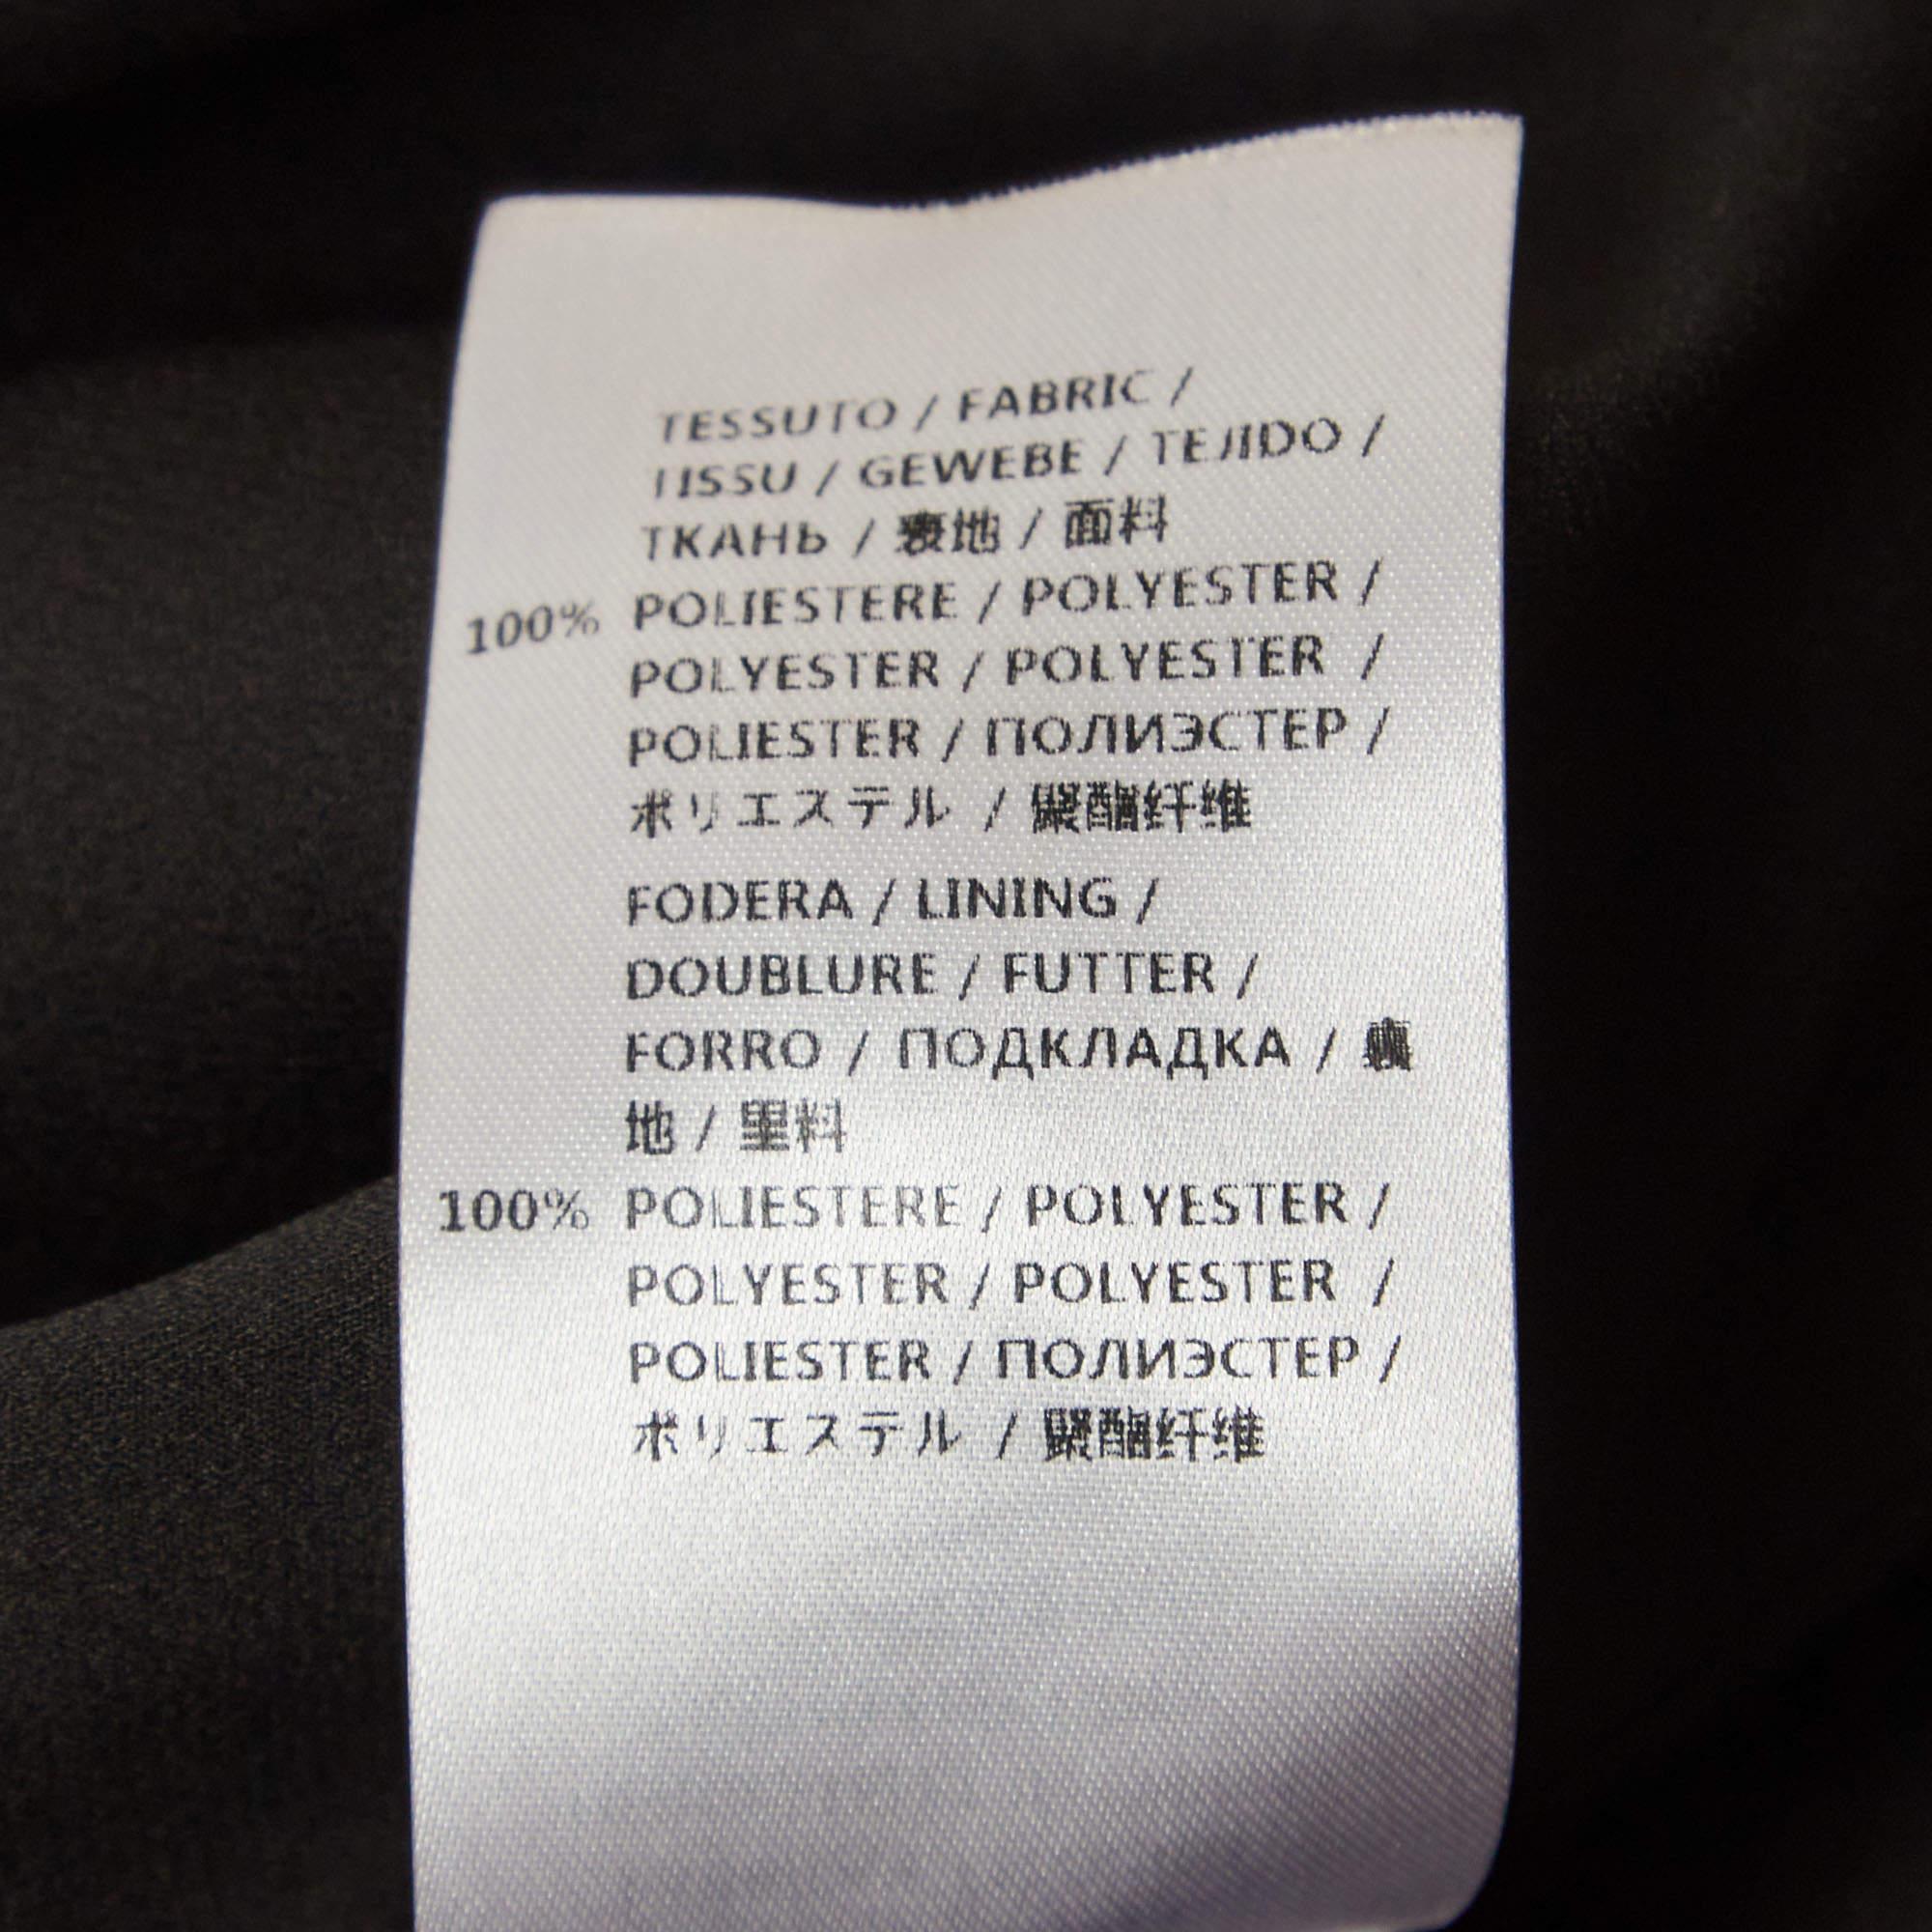 TESSUTO / FABRIC /
TISSU / GEWEBE / TEJIDO /
ТКАНЬ / 表地 / 面料
100% POLIESTERE / POLYESTER /
POLYESTER / POLYESTER /
POLIESTER / ПОЛИЭСТЕР /
ポリエステル / 聚酯纤维
FODERA / LINING /
DOUBLURE / FUTTER /
FORRO / ПОДКЛАДКА / 裏
地 / 里料
100% POLIESTERE / POLYESTER /
POLYESTER / POLYESTER /
POLIESTER / ПОЛИЭСТЕР /
ポリエステル / 聚酯纤维